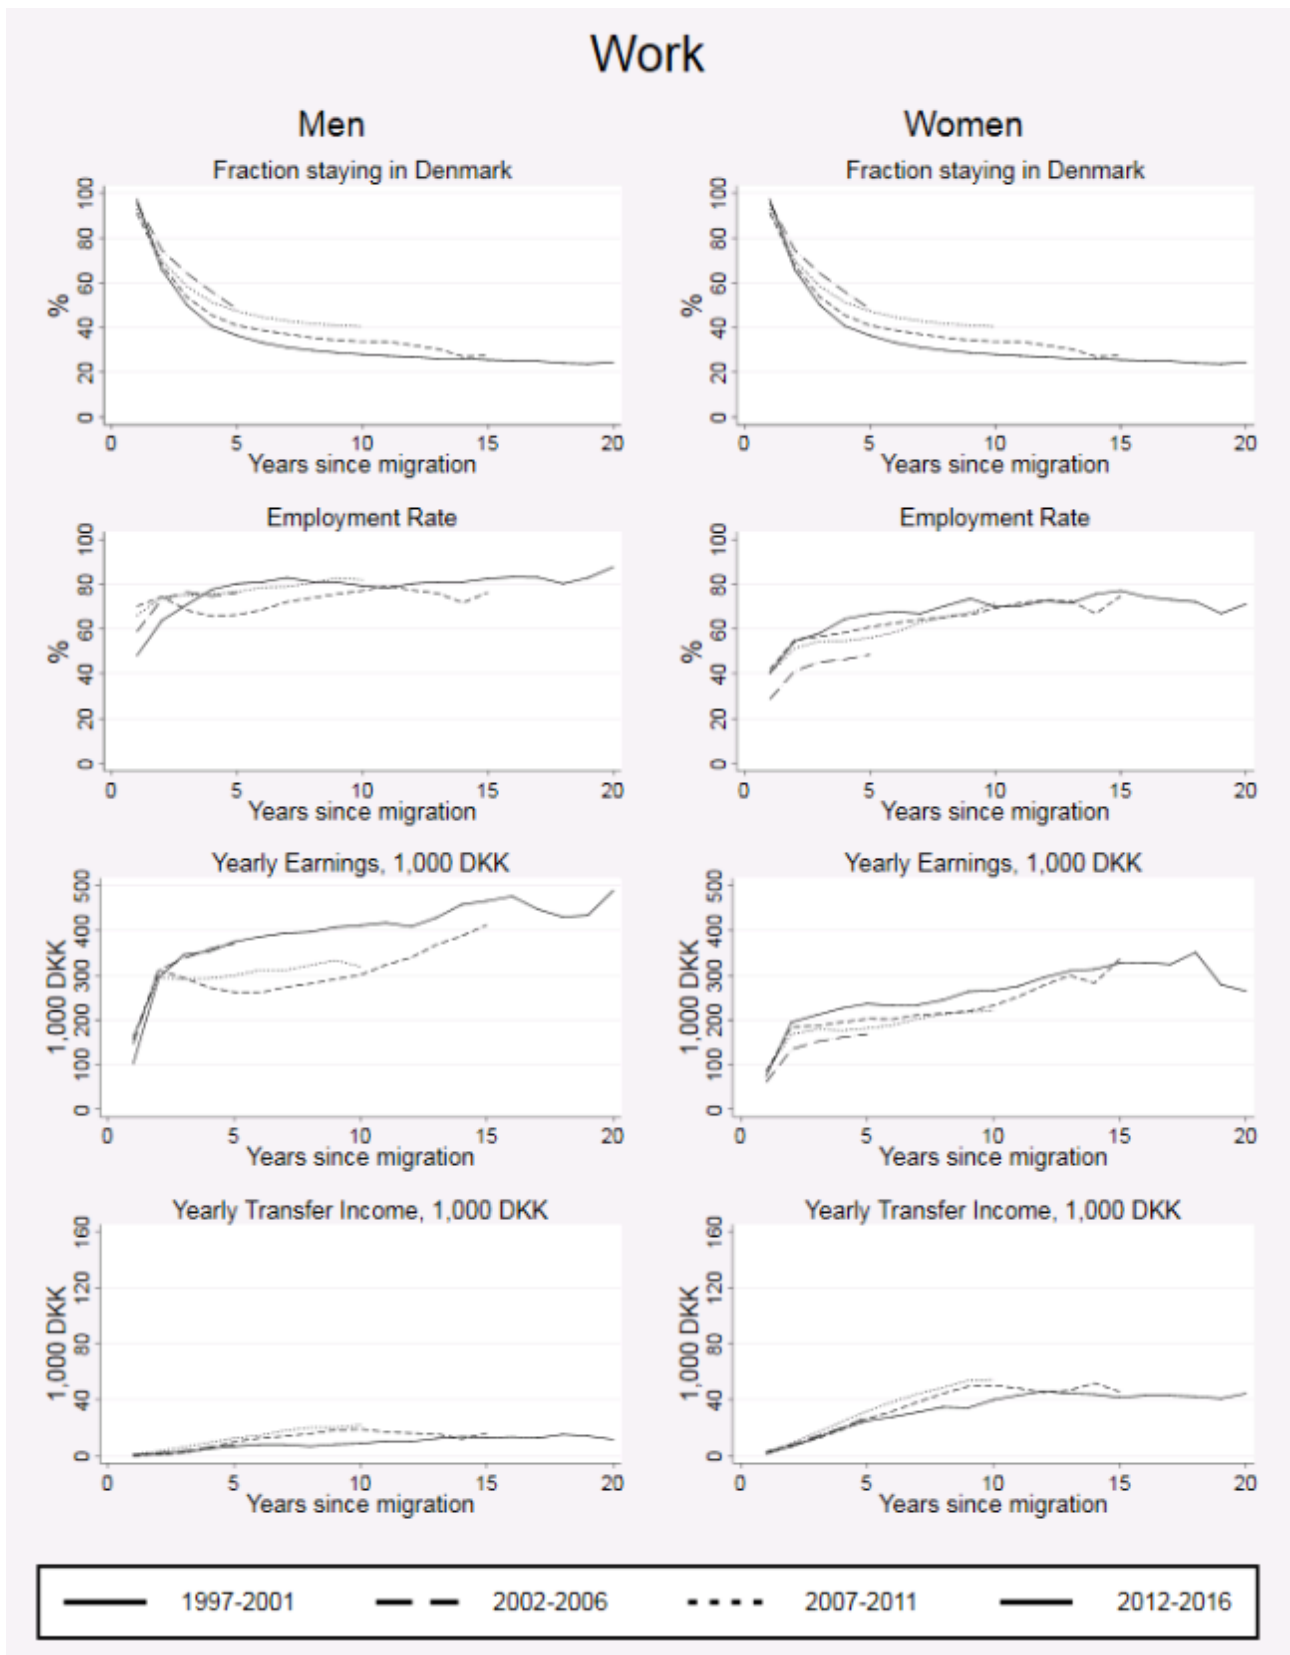 Work
Men
Women
Fraction staying in Denmark
Fraction staying in Denmark
100
80
60
40
20
0
%
0 5 10 15 20
Years since migration
100
80
60
40
20
0
%
0 5 10 15 20
Years since migration
Employment Rate
Employment Rate
100
80
60
40
20
0
%
0 5 10 15 20
Years since migration
100
80
60
40
20
0
%
0 5 10 15 20
Years since migration
Yearly Earnings, 1,000 DKK
Yearly Earnings, 1,000 DKK
500
400
300
200
100
0
1,000 DKK
0 5 10 15 20
Years since migration
500
400
300
200
100
0
1,000 DKK
0 5 10 15 20
Years since migration
Yearly Transfer Income, 1,000 DKK
Yearly Transfer Income, 1,000 DKK
160
120
80
40
0
1,000 DKK
0 5 10 15 20
Years since migration
160
120
80
40
0
1,000 DKK
0 5 10 15 20
Years since migration
1997-2001 2002-2006 2007-2011 2012-2016